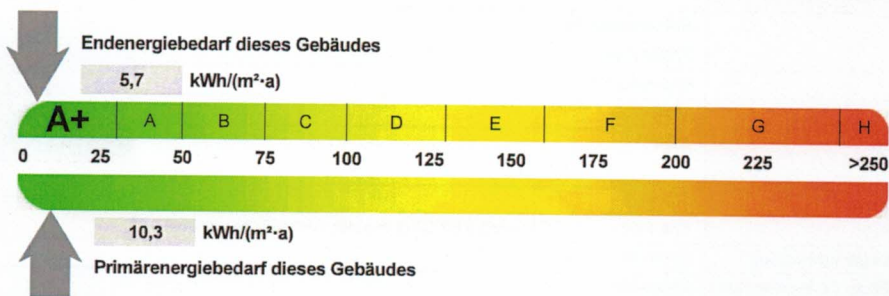 Endenergiebedarf dieses Gebäudes
5,7 kWh/(m²·a)
A+ A B C D E F G H
0 25 50 75 100 125 150 175 200 225 >250
10,3 kWh/(m²·a)
Primärenergiebedarf dieses Gebäudes